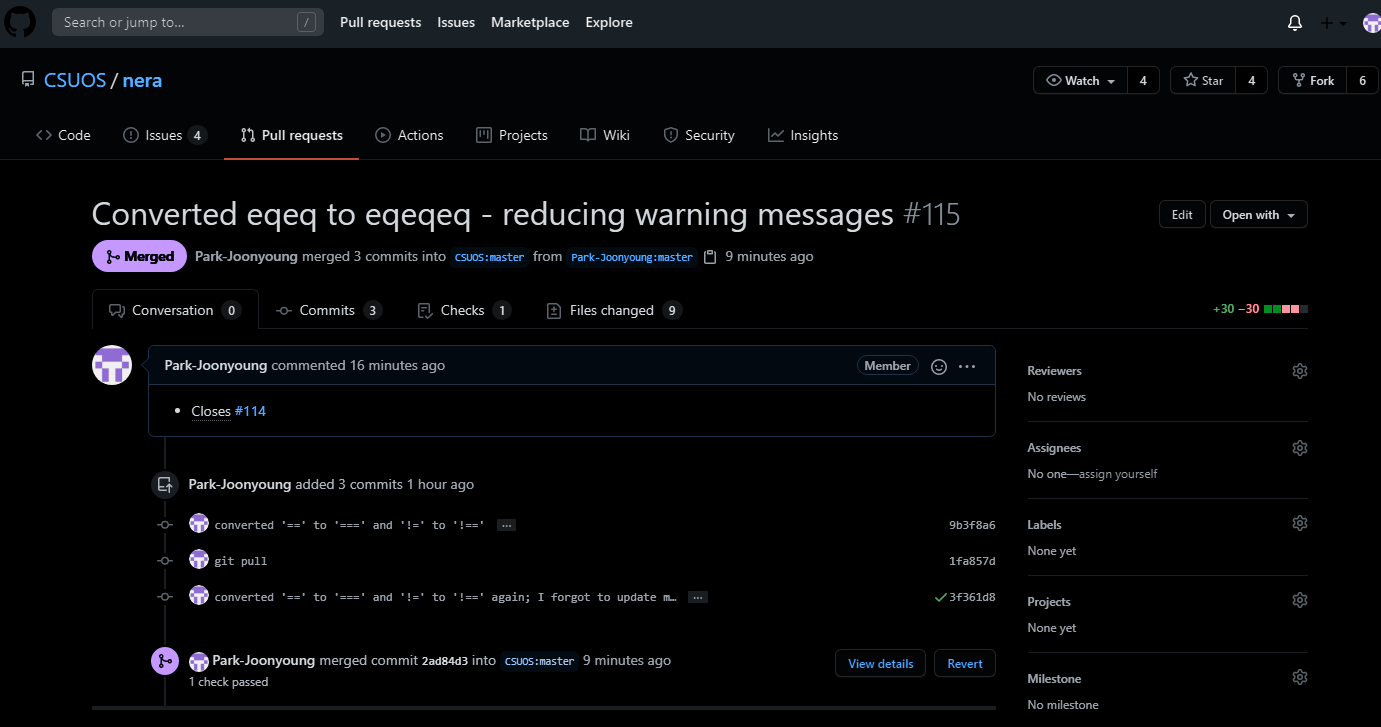 Search or jump to... /
Pull requests Issues Marketplace Explore
CSUOS / nera
Watch 4 Star 4 Fork 6
Code Issues 4 Pull requests Actions Projects Wiki Security Insights
Converted eqeq to eqeqeq - reducing warning messages #115
Edit Open with
Merged Park-Joonyoung merged 3 commits into CSUOS:master from Park-Joonyoung:master 9 minutes ago
Conversation 0 Commits 3 Checks 1 Files changed 9
+30 −30
Park-Joonyoung commented 16 minutes ago
Member ...
• Closes #114
Park-Joonyoung added 3 commits 1 hour ago
converted '==' to '===' and '!=' to '!==' ... 9b3f8a6
git pull 1fa857d
converted '==' to '===' and '!=' to '!==' again; I forgot to update m… ... 3f361d8
Park-Joonyoung merged commit 2ad84d3 into CSUOS:master 9 minutes ago
1 check passed
View details Revert
Reviewers
No reviews
Assignees
No one—assign yourself
Labels
None yet
Projects
None yet
Milestone
No milestone